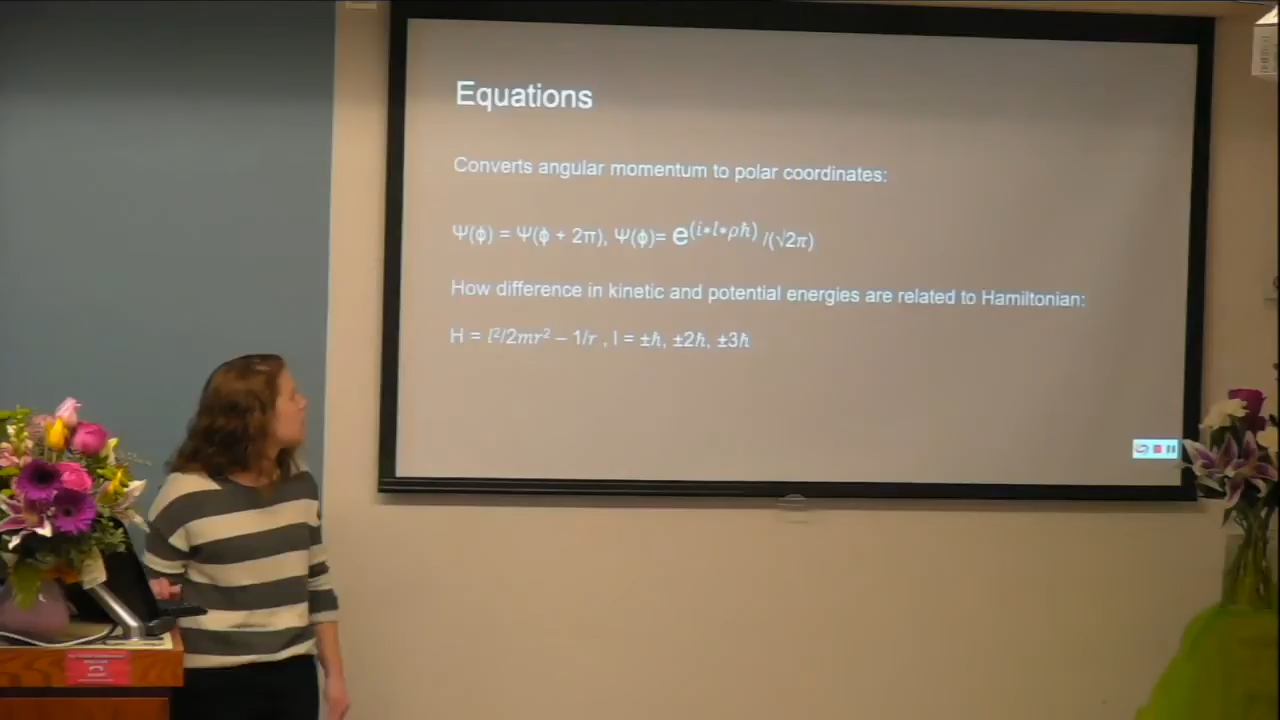 Equations
Converts angular momentum to polar coordinates:
Ψ(ϕ) = Ψ(ϕ + 2π), Ψ(ϕ)= e^(i∗l∗ρħ) /(√2π)
How difference in kinetic and potential energies are related to Hamiltonian:
H = l²/2mr² – 1/r , l = ±ħ, ±2ħ, ±3ħ